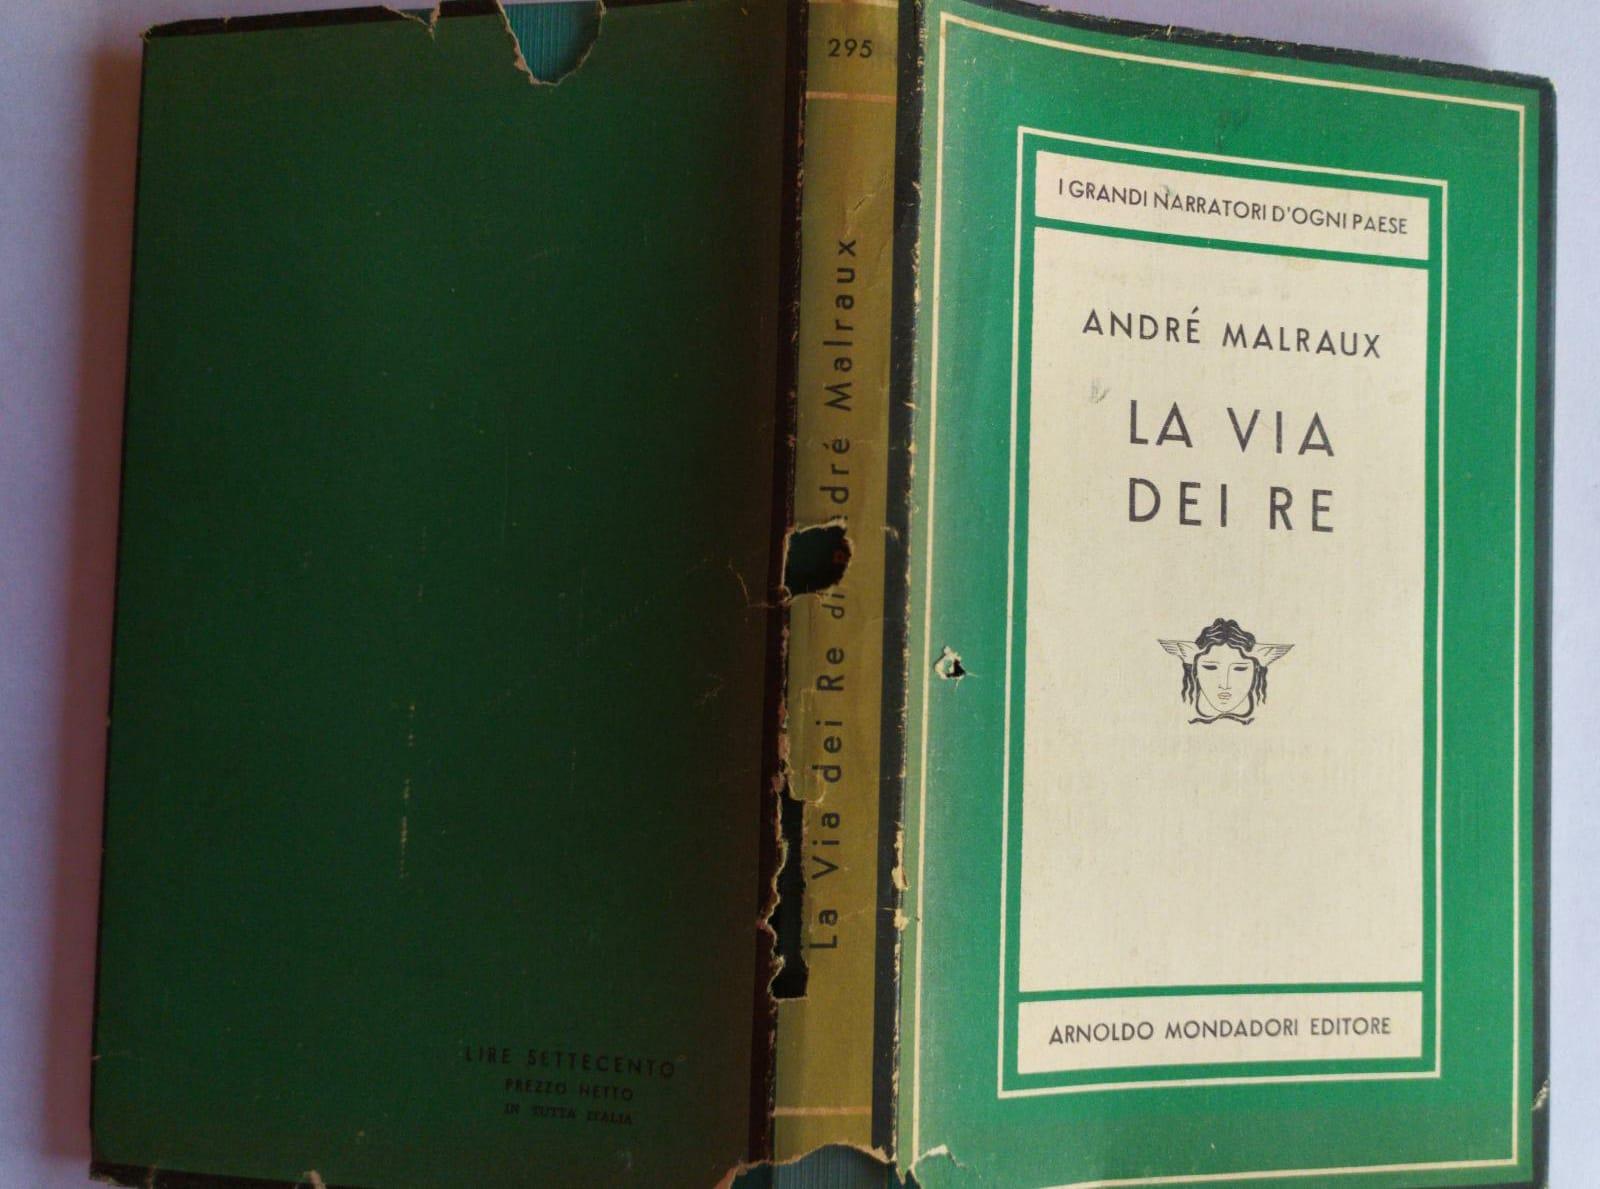 LIRE SETTECENTO
PREZZO NETTO
IN TUTTA ITALIA
295
La Via dei Re di dré Malraux
I GRANDI NARRATORI D'OGNI PAESE
ANDRÉ MALRAUX
LA VIA
DEI RE
ARNOLDO MONDADORI EDITORE